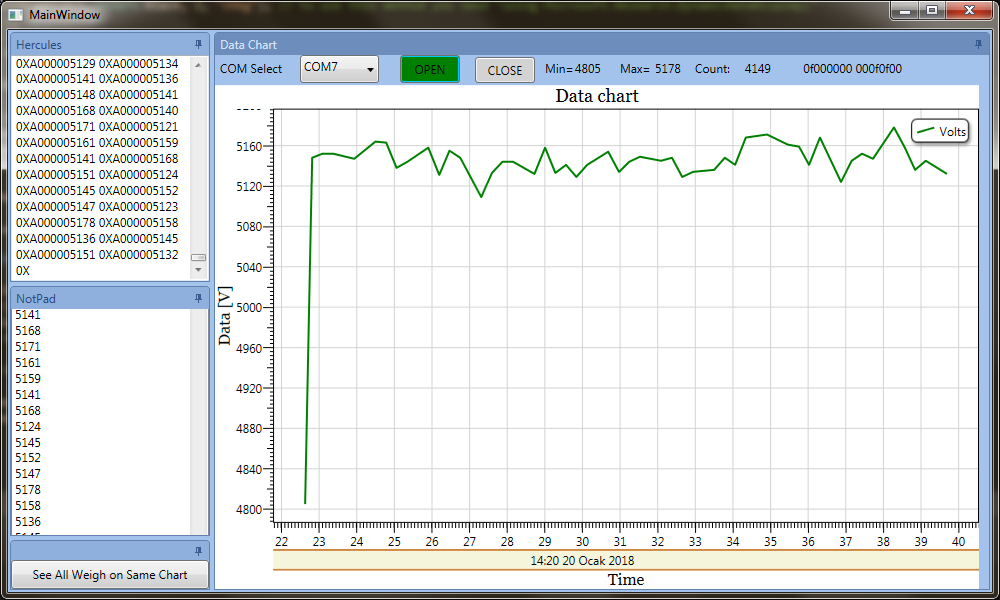 MainWindow
Hercules
0XA000005129 0XA000005134
0XA000005141 0XA000005136
0XA000005148 0XA000005141
0XA000005168 0XA000005140
0XA000005171 0XA000005121
0XA000005161 0XA000005159
0XA000005141 0XA000005168
0XA000005151 0XA000005124
0XA000005145 0XA000005152
0XA000005147 0XA000005123
0XA000005178 0XA000005158
0XA000005136 0XA000005145
0XA000005151 0XA000005132
0X
NotPad
5141
5168
5171
5161
5159
5141
5168
5124
5145
5152
5147
5178
5158
5136
See All Weigh on Same Chart
Data Chart
COM Select COM7 OPEN CLOSE Min= 4805 Max= 5178 Count: 4149 0f000000 000f0f00
Data chart
Volts
5160
5120
5080
5040
5000
4960
4920
4880
4840
4800
Data [V]
22 23 24 25 26 27 28 29 30 31 32 33 34 35 36 37 38 39 40
14:20 20 Ocak 2018
Time